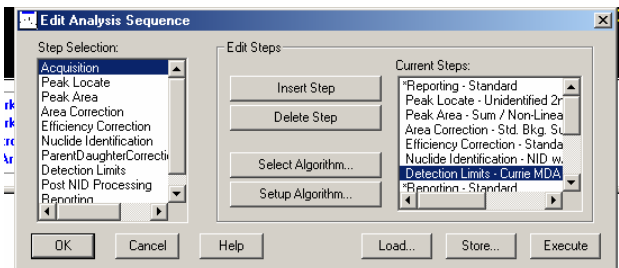 Edit Analysis Sequence
Step Selection:
Acquisition
Peak Locate
Peak Area
Area Correction
Efficiency Correction
Nuclide Identification
ParentDaughterCorrecti
Detection Limits
Post NID Processing
Reporting
Edit Steps
Insert Step
Delete Step
Select Algorithm...
Setup Algorithm...
Current Steps:
*Reporting - Standard
Peak Locate - Unidentified 2r
Peak Area - Sum / Non-Linea
Area Correction - Std. Bkg. Su
Efficiency Correction - Standa
Nuclide Identification - NID w.
Detection Limits - Currie MDA
*Reporting - Standard
OK
Cancel
Help
Load...
Store...
Execute